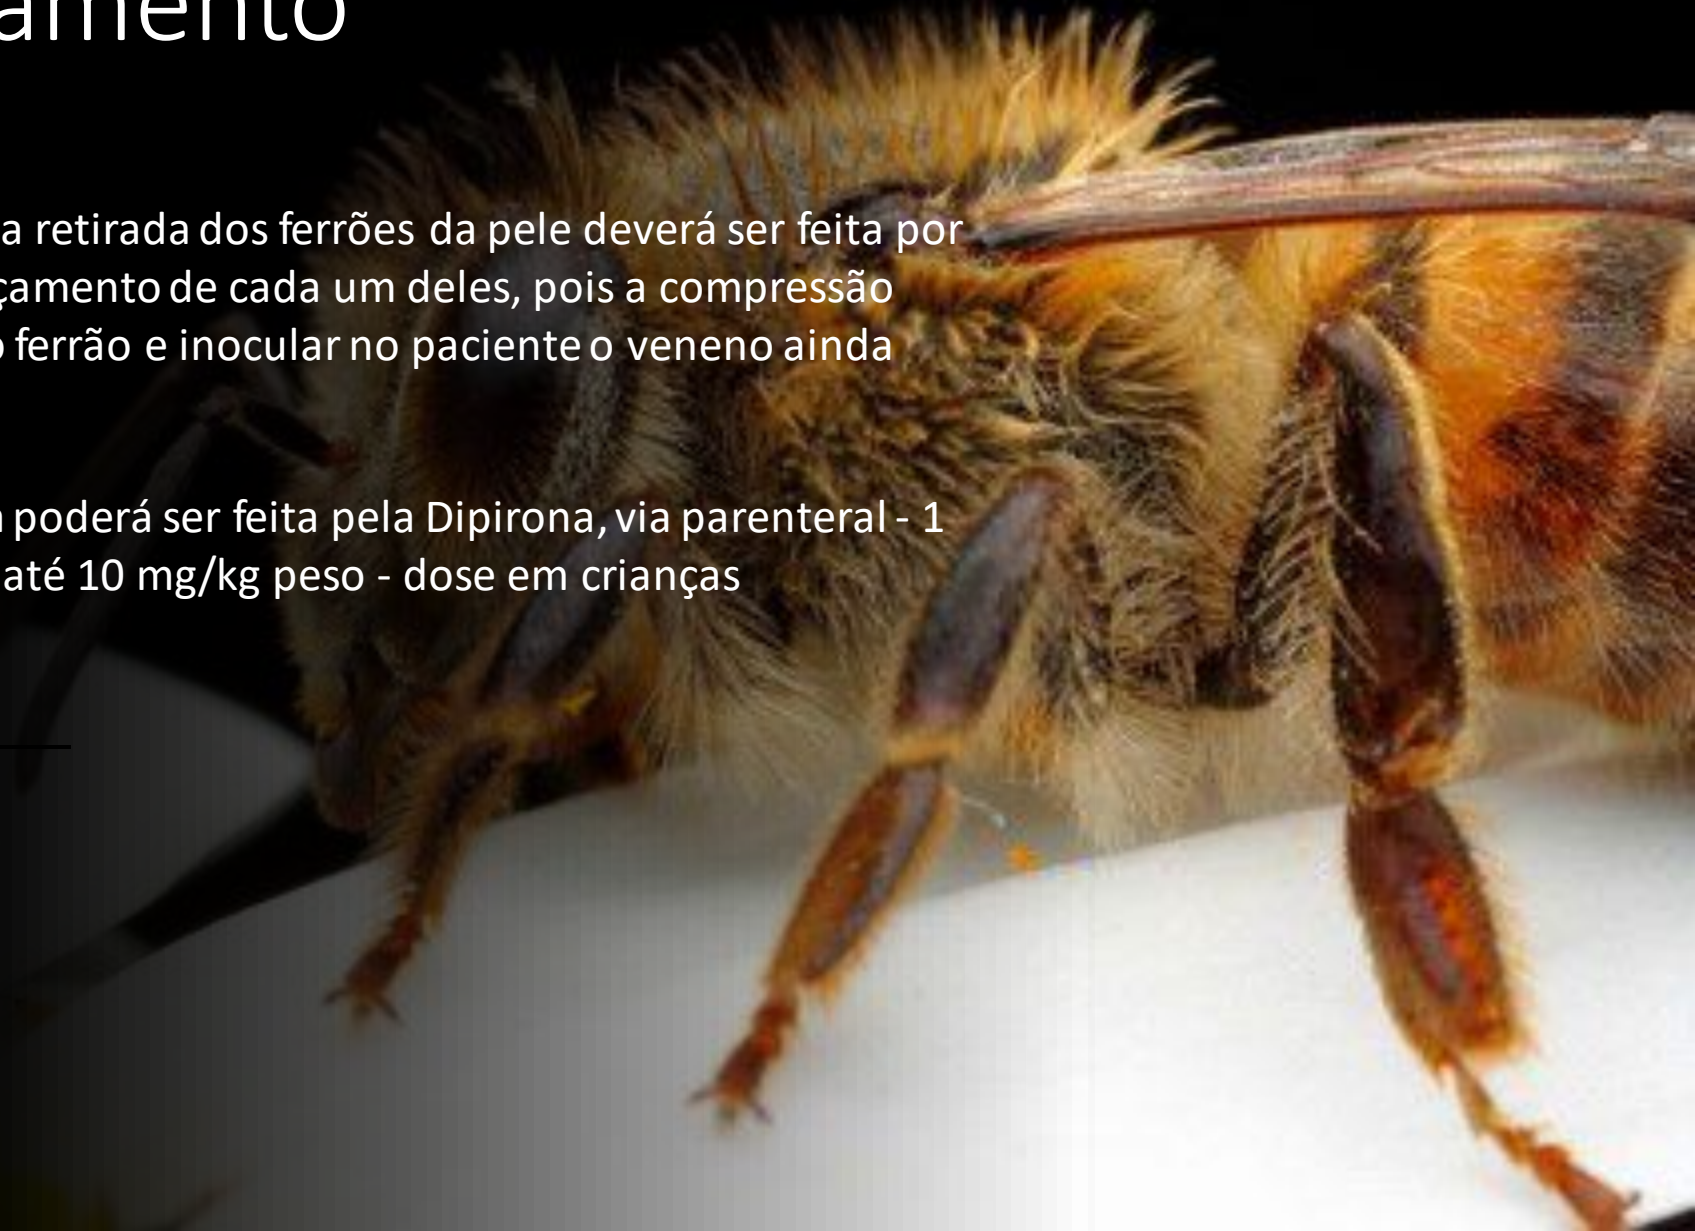 amento
a retirada dos ferrões da pele deverá ser feita por
çamento de cada um deles, pois a compressão
o ferrão e inocular no paciente o veneno ainda
poderá ser feita pela Dipirona, via parenteral - 1
até 10 mg/kg peso - dose em crianças